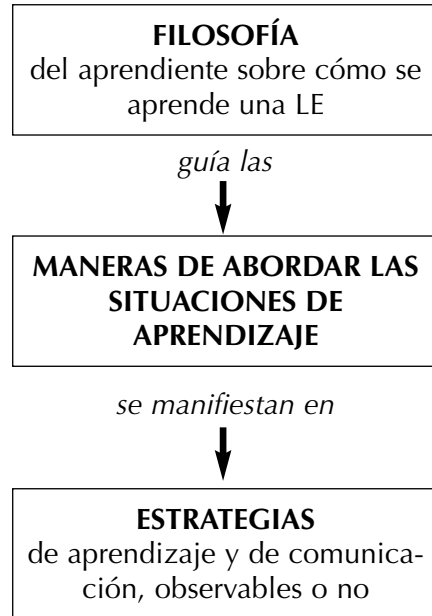 FILOSOFÍA
del aprendiente sobre cómo se
aprende una LE
guía las
MANERAS DE ABORDAR LAS
SITUACIONES DE
APRENDIZAJE
se manifiestan en
ESTRATEGIAS
de aprendizaje y de comunica-
ción, observables o no